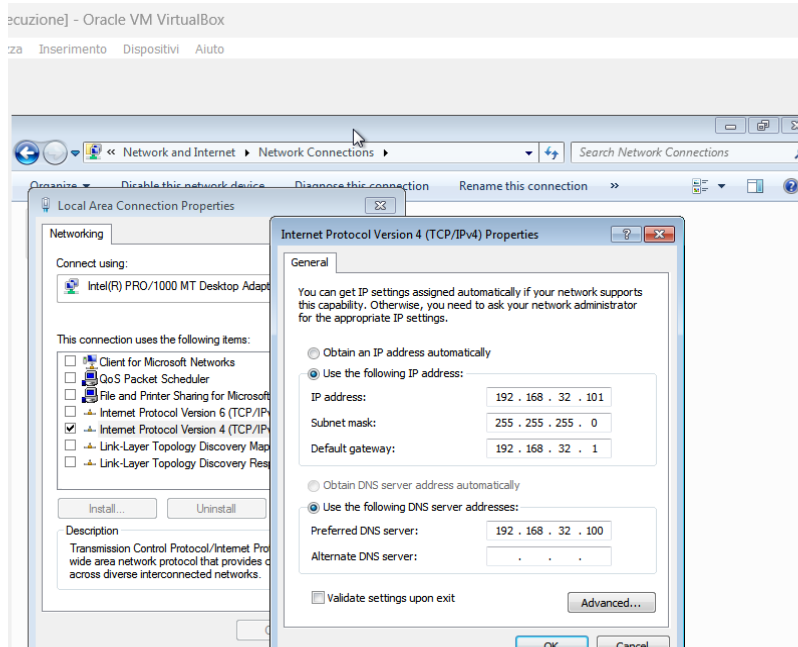 ecuzione] - Oracle VM VirtualBox
zza Inserimento Dispositivi Aiuto
« Network and Internet Network Connections Search Network Connections
Organize Disable this network device Diagnose this connection Rename this connection »
Local Area Connection Properties
Networking
Connect using:
Intel(R) PRO/1000 MT Desktop Adapt
This connection uses the following items:
Client for Microsoft Networks
QoS Packet Scheduler
File and Printer Sharing for Microsoft
Internet Protocol Version 6 (TCP/IPv
Internet Protocol Version 4 (TCP/IPv
Link-Layer Topology Discovery Map
Link-Layer Topology Discovery Resp
Install... Uninstall
Description
Transmission Control Protocol/Internet Prot
wide area network protocol that provides c
across diverse interconnected networks.
Internet Protocol Version 4 (TCP/IPv4) Properties
General
You can get IP settings assigned automatically if your network supports
this capability. Otherwise, you need to ask your network administrator
for the appropriate IP settings.
Obtain an IP address automatically
Use the following IP address:
IP address: 192 . 168 . 32 . 101
Subnet mask: 255 . 255 . 255 . 0
Default gateway: 192 . 168 . 32 . 1
Obtain DNS server address automatically
Use the following DNS server addresses:
Preferred DNS server: 192 . 168 . 32 . 100
Alternate DNS server: . . .
Validate settings upon exit
Advanced...
OK Cancel